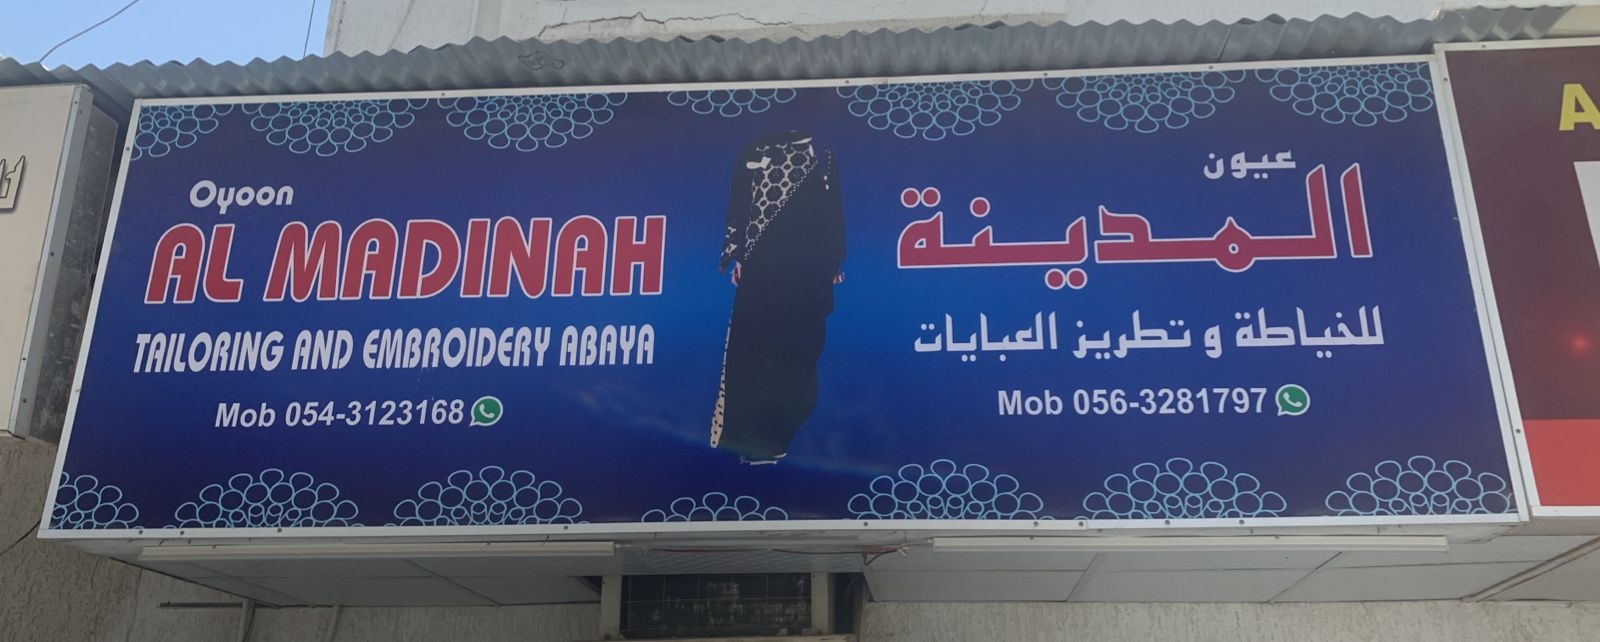 Oyoon
AL MADINAH
TAILORING AND EMBROIDERY ABAYA
Mob 054-3123168
عيون
المدينة
للخياطة و تطريز العبايات
Mob 056-3281797
A